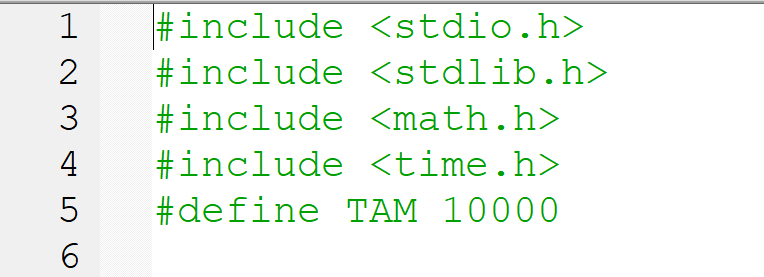 1 #include <stdio.h>
2 #include <stdlib.h>
3 #include <math.h>
4 #include <time.h>
5 #define TAM 10000
6